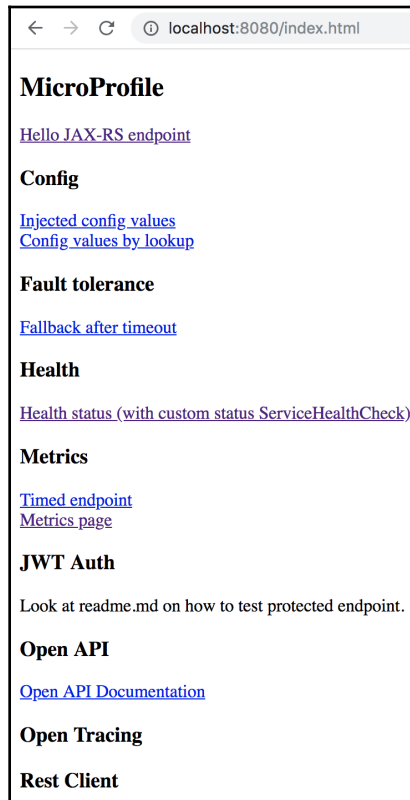 localhost:8080/index.html
MicroProfile
Hello JAX-RS endpoint
Config
Injected config values
Config values by lookup
Fault tolerance
Fallback after timeout
Health
Health status (with custom status ServiceHealthCheck)
Metrics
Timed endpoint
Metrics page
JWT Auth
Look at readme.md on how to test protected endpoint.
Open API
Open API Documentation
Open Tracing
Rest Client